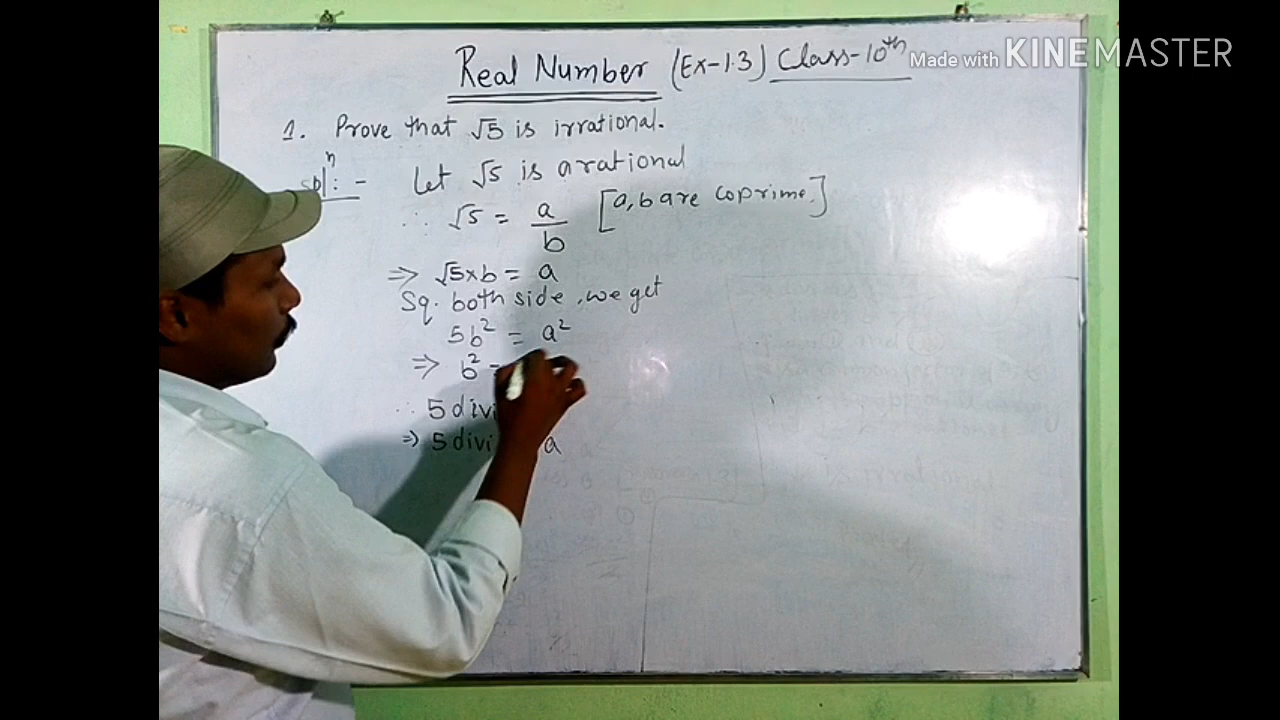 Made with KINEMASTER
Real Number (Ex-1.3) Class-10th
1. Prove that √5 is irrational.
soln: - Let √5 is a rational
∴ √5 = a/b [a, b are coprime.]
⇒ √5×b = a
Sq. both side, we get
5b² = a²
⇒ b² =
∴ 5 divi
⇒ 5 divi a